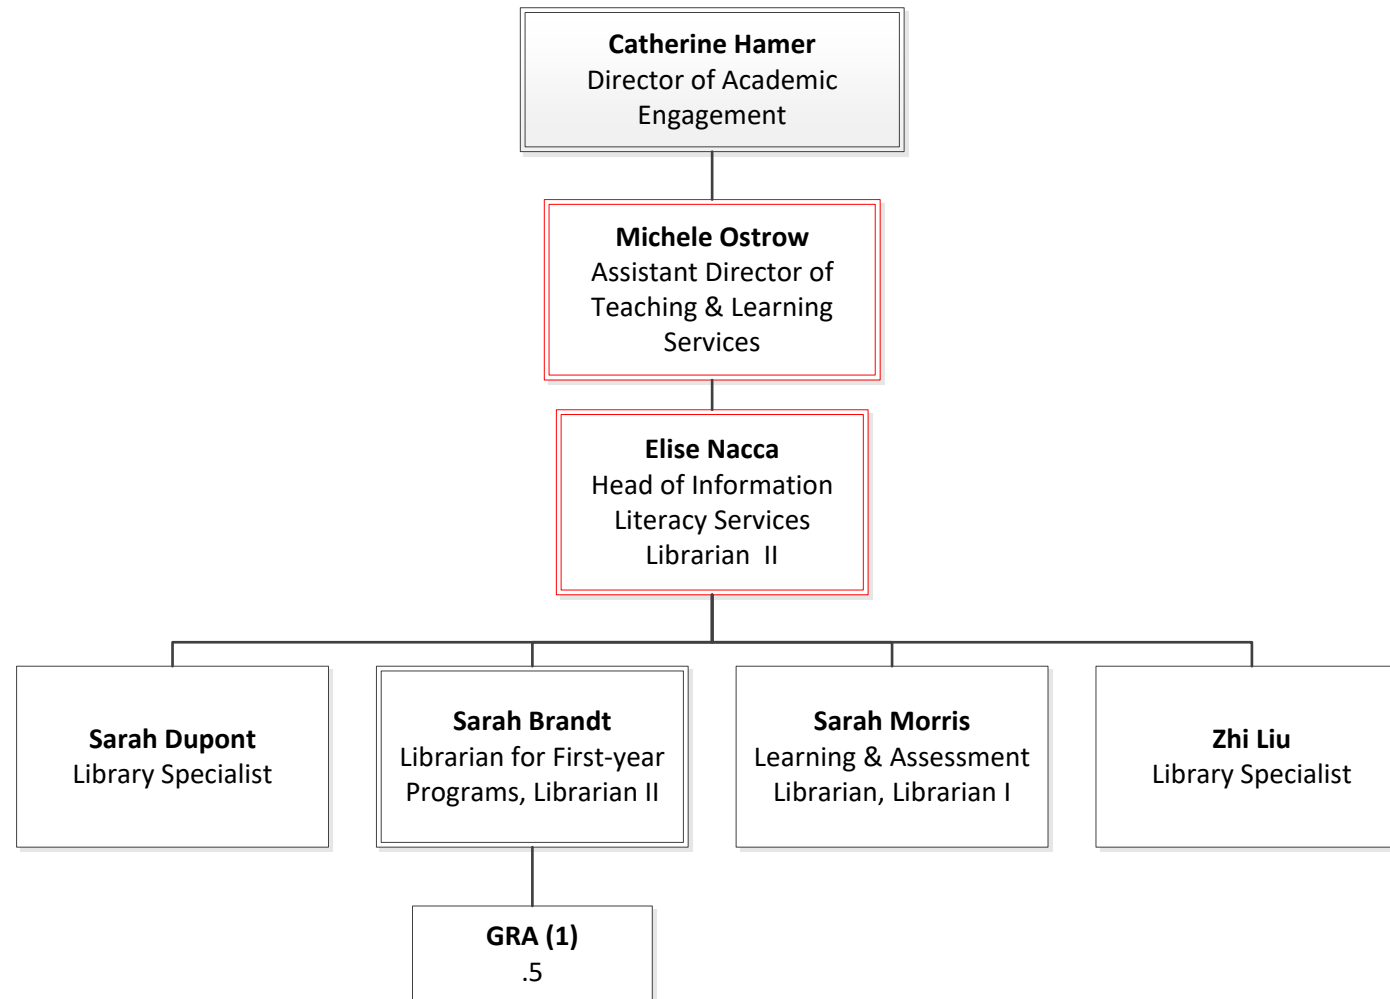 Catherine Hamer
Director of Academic
Engagement
Michele Ostrow
Assistant Director of
Teaching & Learning
Services
Elise Nacca
Head of Information
Literacy Services
Librarian  II
Sarah Dupont
Library Specialist
Sarah Brandt
Librarian for First-year
Programs, Librarian II
Sarah Morris
Learning & Assessment
Librarian, Librarian I
Zhi Liu
Library Specialist
GRA (1)
.5